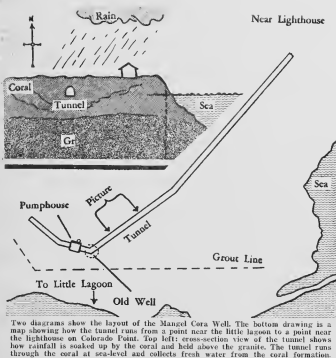 N
Rain
Near Lighthouse
Coral
Tunnel
Sea
Gr
Sea
Picture
Pumphouse
Tunnel
Grout Line
To Little Lagoon
Old Well
Two diagrams show the layout of the Mangel Cora Well. The bottom drawing is a
map showing how the tunnel runs from a point near the little lagoon to a point near
the lighthouse on Colorado Point. Top left: cross-section view of the tunnel shows
how rainfall is soaked up by the coral and held above the granite. The tunnel runs
through the coral at sea-level and collects fresh water from the coral formations